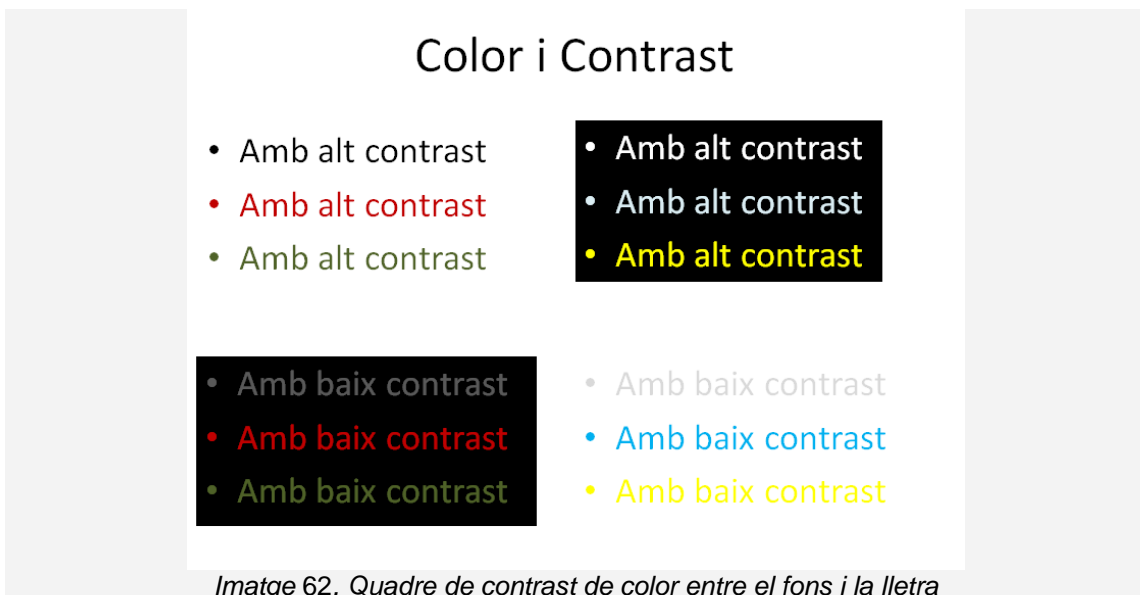 Color i Contrast
• Amb alt contrast
• Amb alt contrast
• Amb alt contrast
• Amb alt contrast
• Amb alt contrast
• Amb alt contrast
• Amb baix contrast
• Amb baix contrast
• Amb baix contrast
• Amb baix contrast
• Amb baix contrast
• Amb baix contrast
Imatge 62. Quadre de contrast de color entre el fons i la lletra